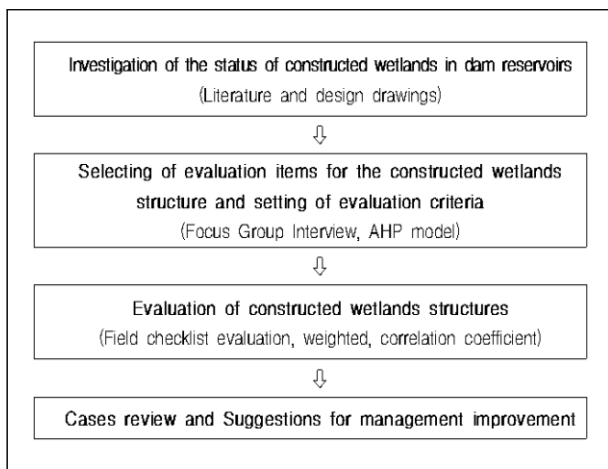 Investigation of the status of constructed wetlands in dam reservoirs
(Literature and design drawings)
⇩
Selecting of evaluation items for the constructed wetlands
structure and setting of evaluation criteria
(Focus Group Interview, AHP model)
⇩
Evaluation of constructed wetlands structures
(Field checklist evaluation, weighted, correlation coefficient)
⇩
Cases review and Suggestions for management improvement